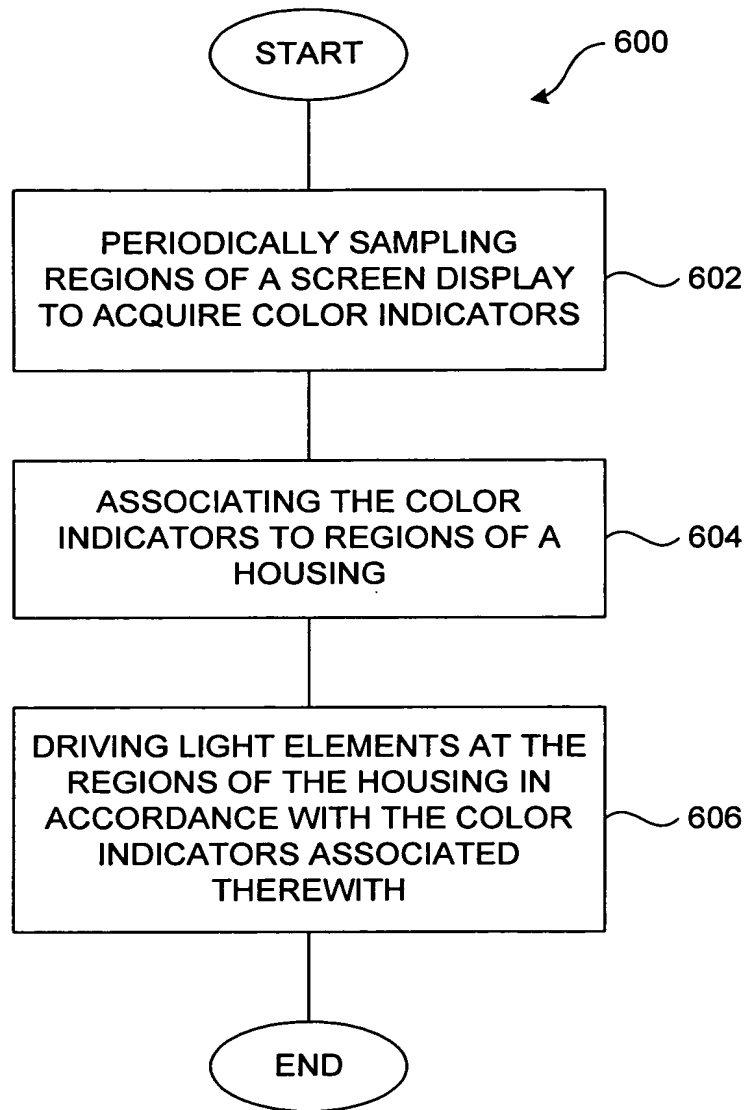 START
600
PERIODICALLY SAMPLING
REGIONS OF A SCREEN DISPLAY
TO ACQUIRE COLOR INDICATORS
602
ASSOCIATING THE COLOR
INDICATORS TO REGIONS OF A
HOUSING
604
DRIVING LIGHT ELEMENTS AT THE
REGIONS OF THE HOUSING IN
ACCORDANCE WITH THE COLOR
INDICATORS ASSOCIATED
THEREWITH
606
END